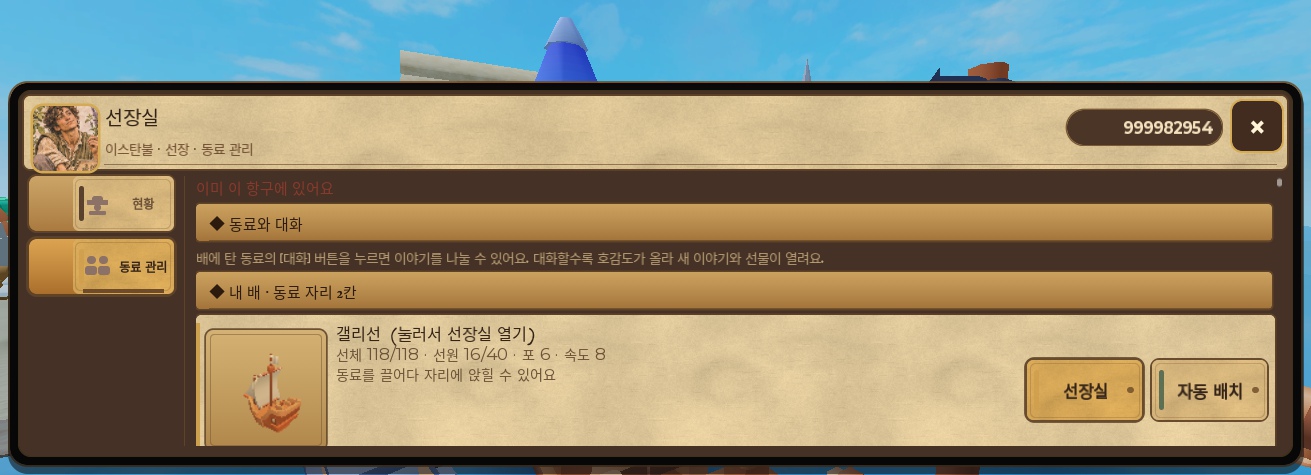 선장실
이스탄불 · 선장 · 동료 관리
999982954
현황
동료 관리
이미 이 항구에 있어요
◆ 동료와 대화
배에 탄 동료의 [대화] 버튼을 누르면 이야기를 나눌 수 있어요. 대화할수록 호감도가 올라 새 이야기와 선물이 열려요.
◆ 내 배 · 동료 자리 2칸
갤리선 (눌러서 선장실 열기)
선체 118/118 · 선원 16/40 · 포 6 · 속도 8
동료를 끌어다 자리에 앉힐 수 있어요
선장실
자동 배치